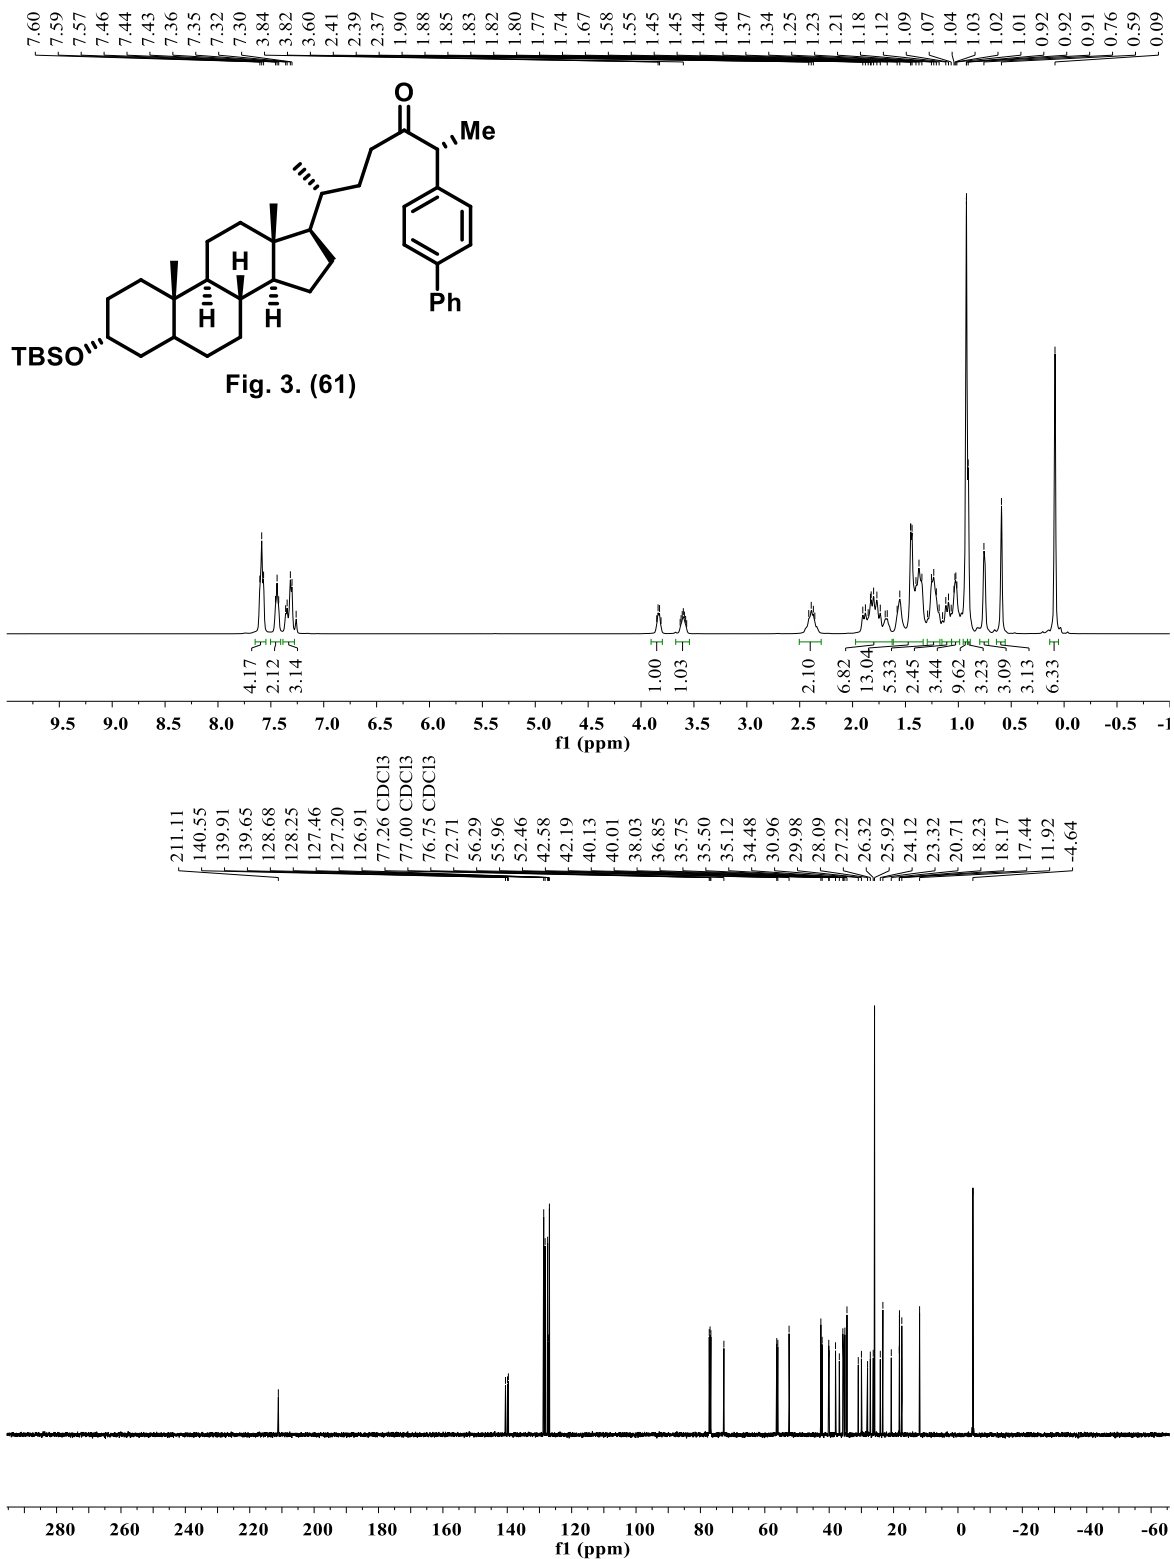 7.60 7.59 7.57 7.46 7.44 7.43 7.36 7.35 7.32 7.30 3.84 3.82 3.60 2.41 2.39 2.37 1.90 1.88 1.85 1.83 1.82 1.80 1.77 1.74 1.67 1.58 1.55 1.45 1.45 1.44 1.40 1.37 1.34 1.25 1.23 1.21 1.18 1.12 1.09 1.07 1.04 1.03 1.02 1.01 0.92 0.92 0.91 0.76 0.59 0.09
O
Me
H
H
H
Ph
TBSO
Fig. 3. (61)
4.17 2.12 3.14 1.00 1.03 2.10 6.82 13.04 5.33 2.45 3.44 9.62 3.23 3.09 3.13 6.33
9.5 9.0 8.5 8.0 7.5 7.0 6.5 6.0 5.5 5.0 4.5 4.0 3.5 3.0 2.5 2.0 1.5 1.0 0.5 0.0 -0.5 -1
f1 (ppm)
211.11 140.55 139.91 139.65 128.68 128.25 127.46 127.20 126.91 77.26 CDCl3 77.00 CDCl3 76.75 CDCl3 72.71 56.29 55.96 52.46 42.58 42.19 40.13 40.01 38.03 36.85 35.75 35.50 35.12 34.48 30.96 29.98 28.09 27.22 26.32 25.92 24.12 23.32 20.71 18.23 18.17 17.44 11.92 -4.64
280 260 240 220 200 180 160 140 120 100 80 60 40 20 0 -20 -40 -60
f1 (ppm)